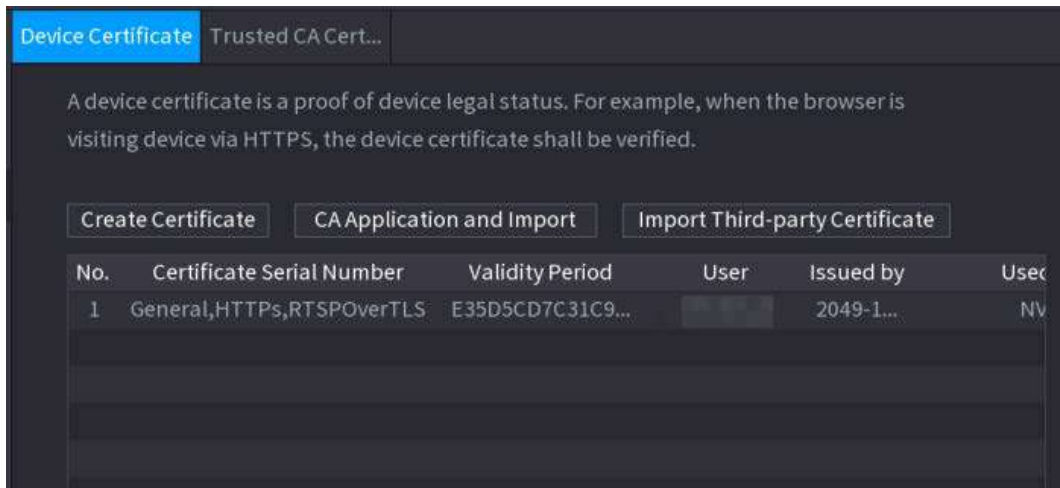 Device Certificate Trusted CA Cert...
A device certificate is a proof of device legal status. For example, when the browser is
visiting device via HTTPS, the device certificate shall be verified.
Create Certificate CA Application and Import Import Third-party Certificate
No. Certificate Serial Number Validity Period User Issued by Used
1 General,HTTPs,RTSPOverTLS E35D5CD7C31C9... 2049-1... NV